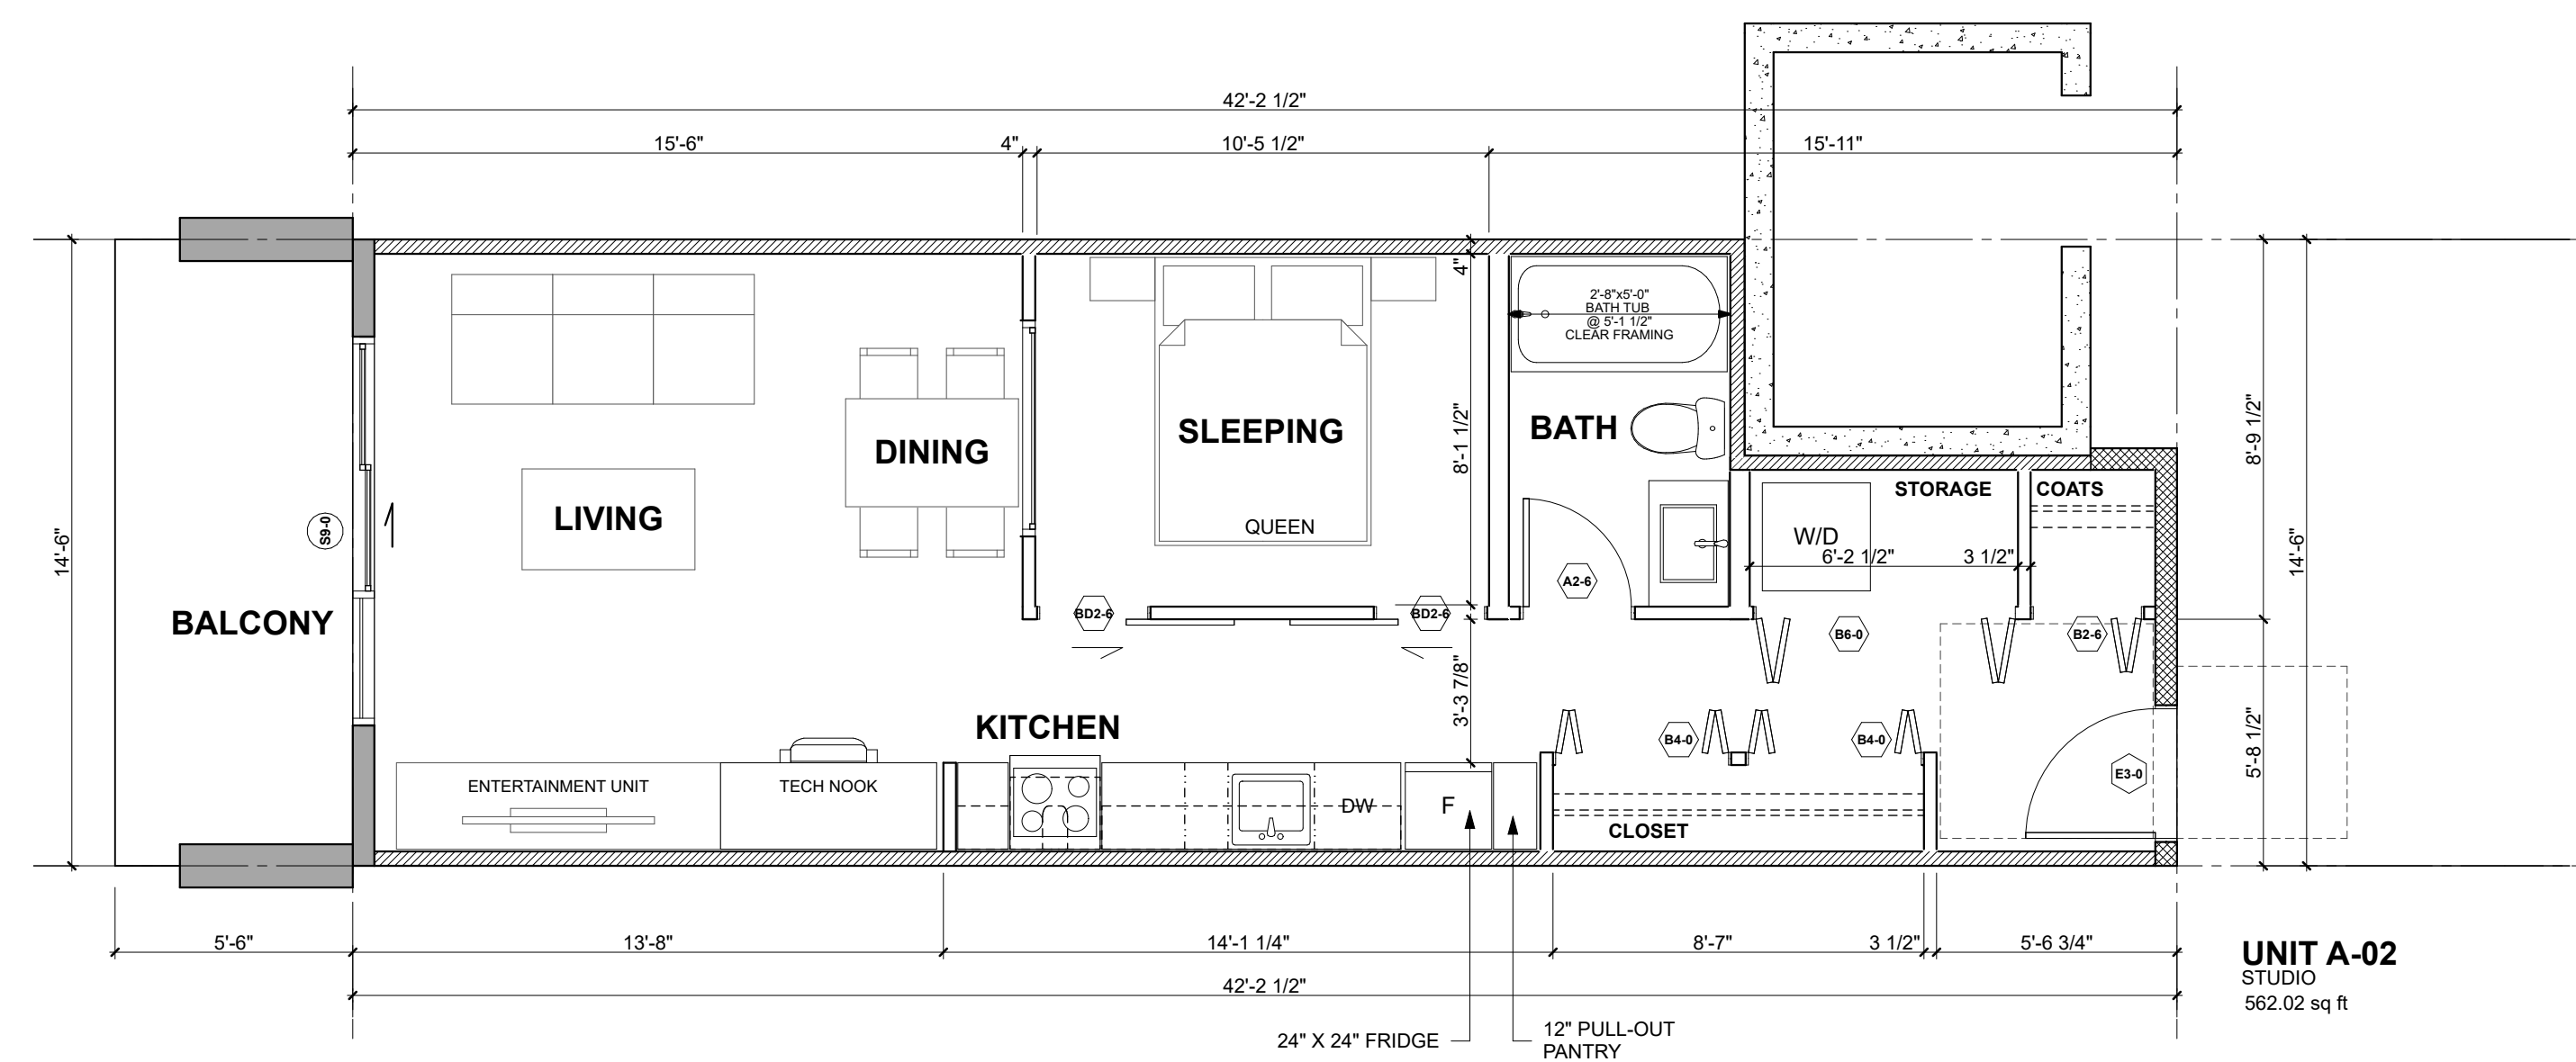 42'-2 1/2"
15'-6"
4"
10'-5 1/2"
15'-11"
4"
2'-8"x5'-0"
BATH TUB
@ 5'-1 1/2"
CLEAR FRAMING
8'-1 1/2"
8'-9 1/2"
SLEEPING
BATH
DINING
STORAGE
COATS
LIVING
QUEEN
S9-0
W/D
6'-2 1/2"
3 1/2"
14'-6"
14'-6"
A2-6
BALCONY
BD2-6
BD2-6
B6-0
B2-6
3'-3 7/8"
KITCHEN
B4-0
B4-0
5'-8 1/2"
E3-0
ENTERTAINMENT UNIT
TECH NOOK
DW
F
CLOSET
5'-6"
13'-8"
14'-1 1/4"
8'-7"
3 1/2"
5'-6 3/4"
42'-2 1/2"
UNIT A-02
STUDIO
562.02 sq ft
24" X 24" FRIDGE
12" PULL-OUT
PANTRY